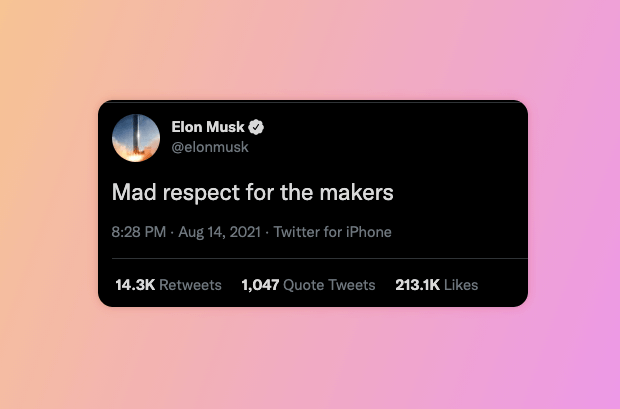 Elon Musk
@elonmusk
Mad respect for the makers
8:28 PM · Aug 14, 2021 · Twitter for iPhone
14.3K Retweets 1,047 Quote Tweets 213.1K Likes